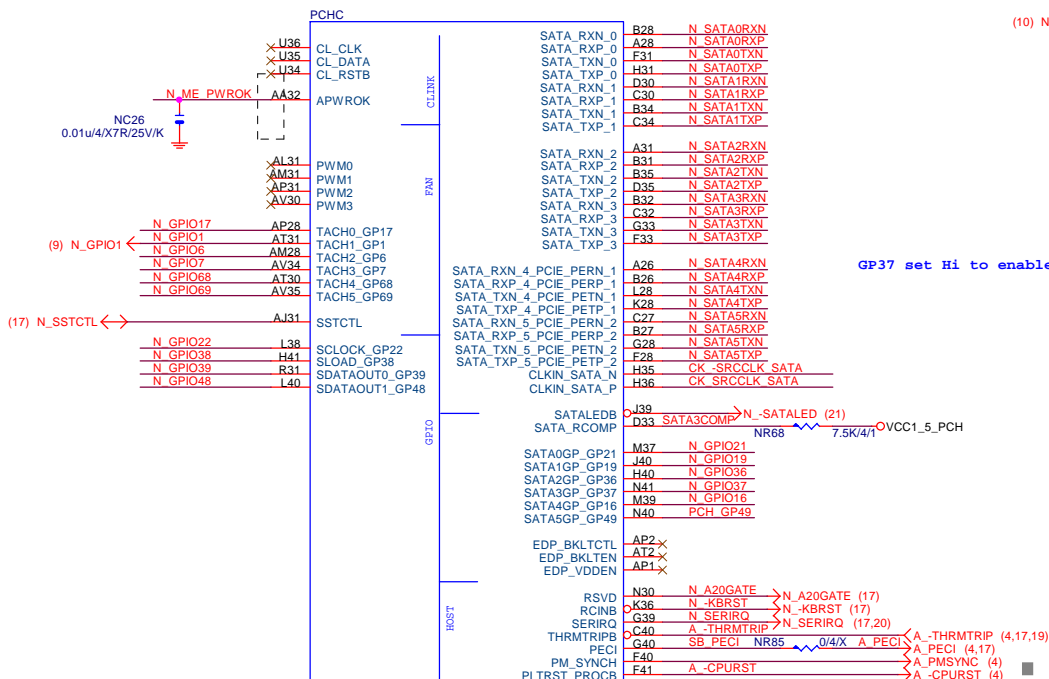 PCHC
(10) N
U36 CL_CLK
U35 CL_DATA
U34 CL_RSTB
N_ME_PWROK AA32 APWROK
NC26
0.01u/4/X7R/25V/K
CLINK
AL31 PWM0
AM31 PWM1
AP31 PWM2
AV30 PWM3
FAN
N_GPIO17 AP28 TACH0_GP17
(9) N_GPIO1 N_GPIO1 AT31 TACH1_GP1
N_GPIO6 AM28 TACH2_GP6
N_GPIO7 AV34 TACH3_GP7
N_GPIO68 AT30 TACH4_GP68
N_GPIO69 AV35 TACH5_GP69
(17) N_SSTCTL AJ31 SSTCTL
N_GPIO22 L38 SCLOCK_GP22
N_GPIO38 H41 SLOAD_GP38
N_GPIO39 R31 SDATAOUT0_GP39
N_GPIO48 L40 SDATAOUT1_GP48
GPIO
HOST
SATA_RXN_0 B28 N_SATA0RXN
SATA_RXP_0 A28 N_SATA0RXP
SATA_TXN_0 F31 N_SATA0TXN
SATA_TXP_0 H31 N_SATA0TXP
SATA_RXN_1 D30 N_SATA1RXN
SATA_RXP_1 C30 N_SATA1RXP
SATA_TXN_1 B34 N_SATA1TXN
SATA_TXP_1 C34 N_SATA1TXP
SATA_RXN_2 A31 N_SATA2RXN
SATA_RXP_2 B31 N_SATA2RXP
SATA_TXN_2 B35 N_SATA2TXN
SATA_TXP_2 D35 N_SATA2TXP
SATA_RXN_3 B32 N_SATA3RXN
SATA_RXP_3 C32 N_SATA3RXP
SATA_TXN_3 G33 N_SATA3TXN
SATA_TXP_3 F33 N_SATA3TXP
SATA_RXN_4_PCIE_PERN_1 A26 N_SATA4RXN
SATA_RXP_4_PCIE_PERP_1 B26 N_SATA4RXP
SATA_TXN_4_PCIE_PETN_1 L28 N_SATA4TXN
SATA_TXP_4_PCIE_PETP_1 K28 N_SATA4TXP
SATA_RXN_5_PCIE_PERN_2 C27 N_SATA5RXN
SATA_RXP_5_PCIE_PERP_2 B27 N_SATA5RXP
SATA_TXN_5_PCIE_PETN_2 G28 N_SATA5TXN
SATA_TXP_5_PCIE_PETP_2 F28 N_SATA5TXP
CLKIN_SATA_N H35 CK_-SRCCLK_SATA
CLKIN_SATA_P H36 CK_SRCCLK_SATA
GP37 set Hi to enable
SATALEDB J39 N_-SATALED (21)
SATA_RCOMP D33 SATA3COMP NR68 7.5K/4/1 VCC1_5_PCH
SATA0GP_GP21 M37 N_GPIO21
SATA1GP_GP19 J40 N_GPIO19
SATA2GP_GP36 H40 N_GPIO36
SATA3GP_GP37 N41 N_GPIO37
SATA4GP_GP16 M39 N_GPIO16
SATA5GP_GP49 N40 PCH_GP49
EDP_BKLTCTL AP2
EDP_BKLTEN AT2
EDP_VDDEN AP1
RSVD N30 N_A20GATE N_A20GATE (17)
RCINB K36 N_-KBRST N_-KBRST (17)
SERIRQ G39 N_SERIRQ N_SERIRQ (17,20)
THRMTRIPB C40 A_-THRMTRIP A_-THRMTRIP (4,17,19)
PECI G40 SB_PECI NR85 0/4/X A_PECI A_PECI (4,17)
PM_SYNCH F40 A_PMSYNC (4)
PLTRST_PROCB F41 A_-CPURST A_-CPURST (4)